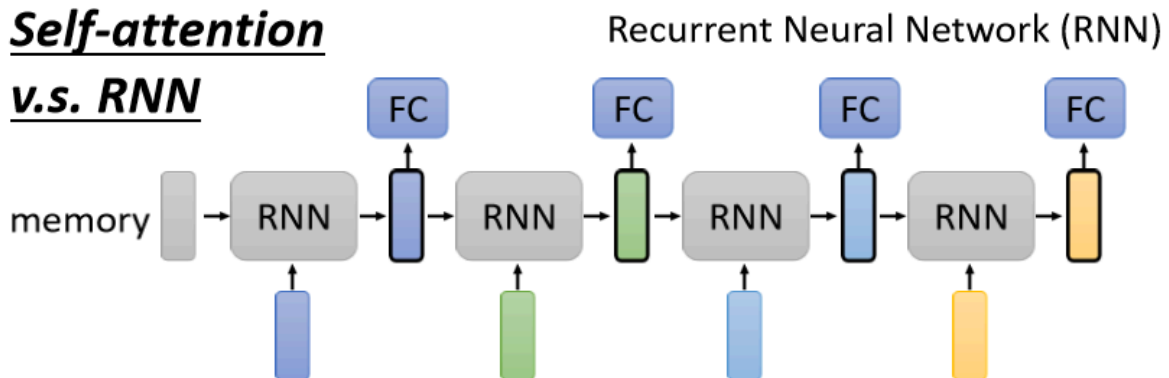 Self-attention
v.s. RNN
Recurrent Neural Network (RNN)
FC
FC
FC
FC
memory
RNN
RNN
RNN
RNN